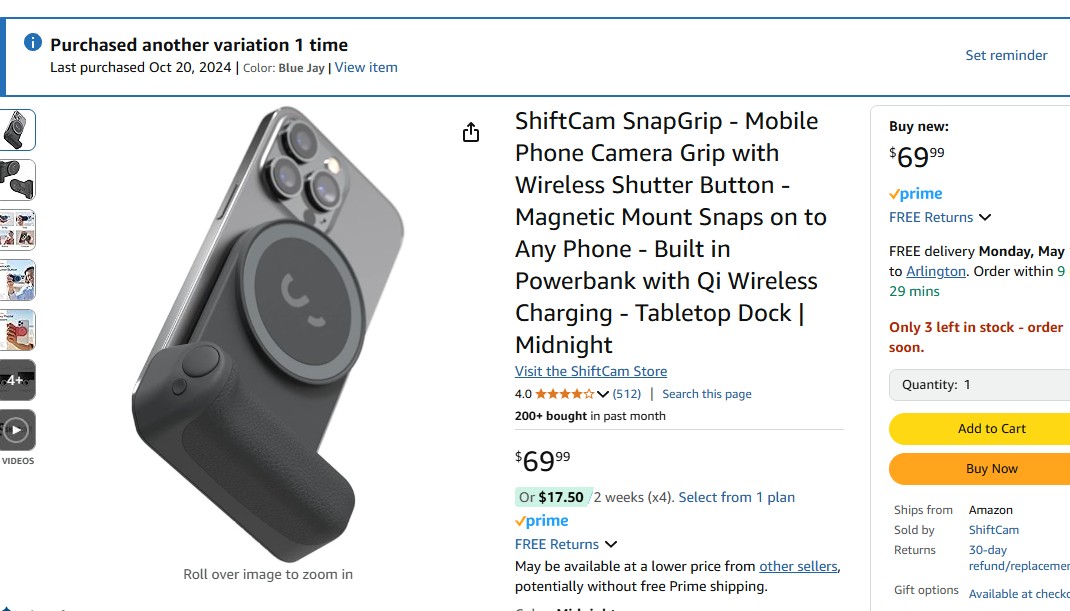 Purchased another variation 1 time
Last purchased Oct 20, 2024 | Color: Blue Jay | View item
Set reminder
4+
VIDEOS
Roll over image to zoom in
ShiftCam SnapGrip - Mobile
Phone Camera Grip with
Wireless Shutter Button -
Magnetic Mount Snaps on to
Any Phone - Built in
Powerbank with Qi Wireless
Charging - Tabletop Dock |
Midnight
Visit the ShiftCam Store
4.0 (512) | Search this page
200+ bought in past month
$69 99
Or $17.50 /2 weeks (x4). Select from 1 plan
prime
FREE Returns
May be available at a lower price from other sellers,
potentially without free Prime shipping.
Buy new:
$69 99
prime
FREE Returns
FREE delivery Monday, May
to Arlington. Order within 9
29 mins
Only 3 left in stock - order
soon.
Quantity: 1
Add to Cart
Buy Now
Ships from Amazon
Sold by ShiftCam
Returns 30-day
refund/replacemen
Gift options Available at checko